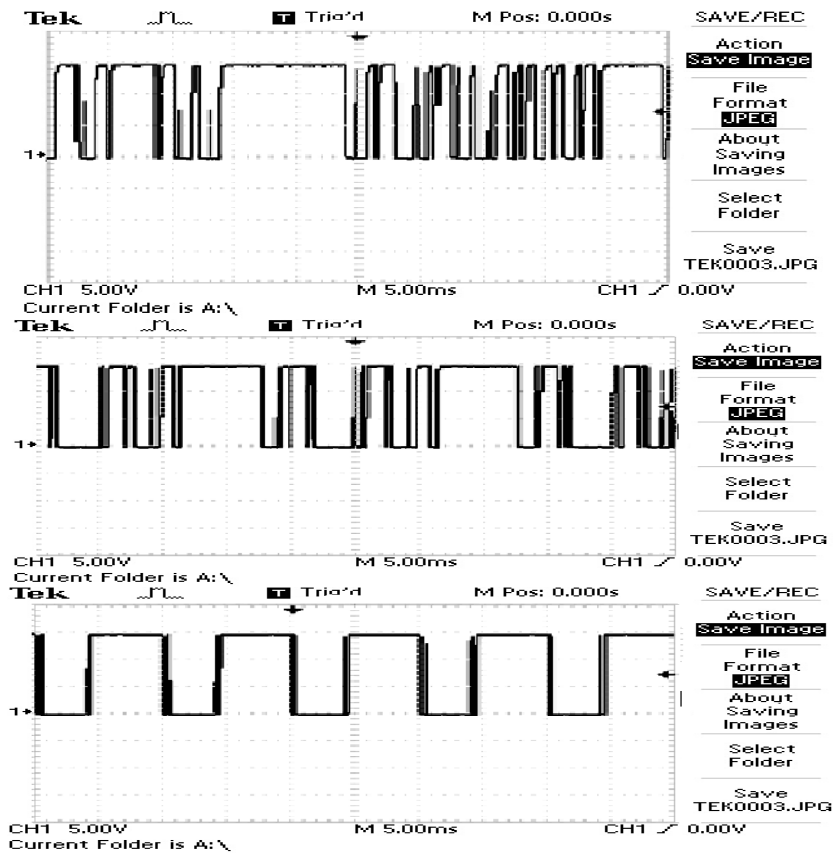 Tek T Trig'd M Pos: 0.000s SAVE/REC
Action
Save Image
File
Format
JPEG
About
Saving
Images
Select
Folder
Save
TEK0003.JPG
1
CH1 5.00V M 5.00ms CH1 0.00V
Current Folder is A:\
Tek T Trig'd M Pos: 0.000s SAVE/REC
Action
Save Image
File
Format
JPEG
About
Saving
Images
Select
Folder
Save
TEK0003.JPG
1
CH1 5.00V M 5.00ms CH1 0.00V
Current Folder is A:\
Tek T Trig'd M Pos: 0.000s SAVE/REC
Action
Save Image
File
Format
JPEG
About
Saving
Images
Select
Folder
Save
TEK0003.JPG
1
CH1 5.00V M 5.00ms CH1 0.00V
Current Folder is A:\